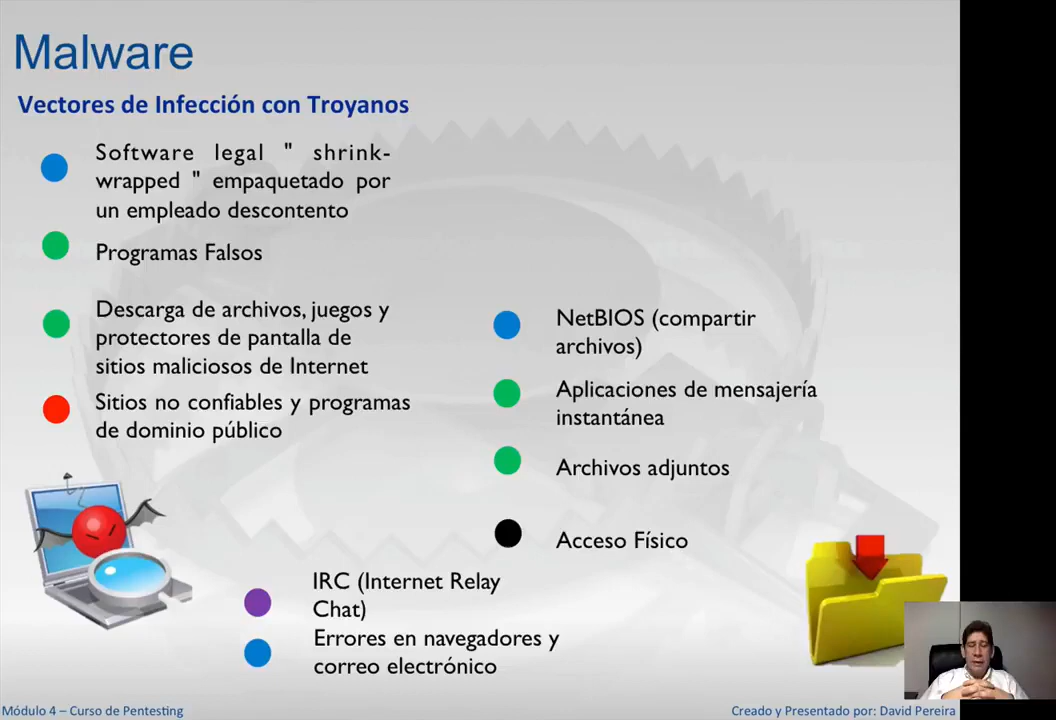 Malware
Vectores de Infección con Troyanos
Software legal " shrink-
wrapped " empaquetado por
un empleado descontento
Programas Falsos
Descarga de archivos, juegos y
protectores de pantalla de
sitios maliciosos de Internet
Sitios no confiables y programas
de dominio público
NetBIOS (compartir
archivos)
Aplicaciones de mensajería
instantánea
Archivos adjuntos
Acceso Físico
IRC (Internet Relay
Chat)
Errores en navegadores y
correo electrónico
Módulo 4 – Curso de Pentesting
Creado y Presentado por: David Pereira